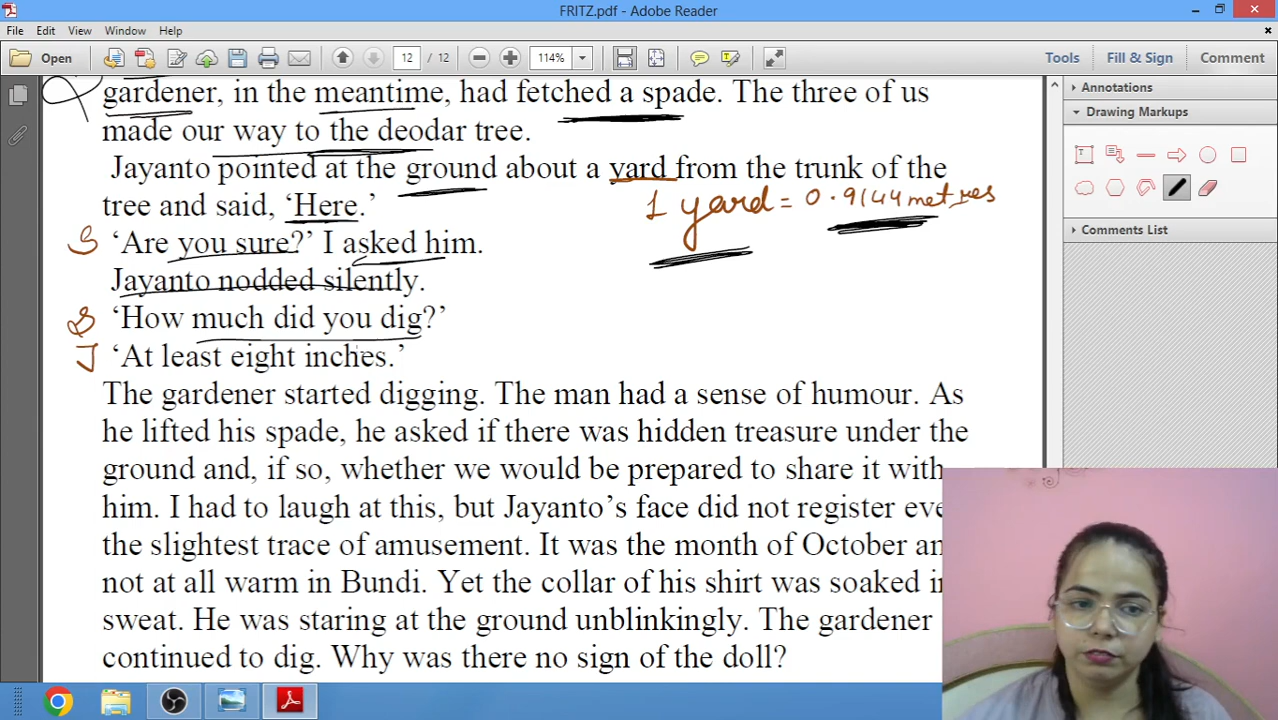 FRITZ.pdf - Adobe Reader
File Edit View Window Help
Open 12 / 12 114% Tools Fill & Sign Comment
Annotations
Drawing Markups
Comment List
gardener, in the meantime, had fetched a spade. The three of us
made our way to the deodar tree.
Jayanto pointed at the ground about a yard from the trunk of the
tree and said, ‘Here.’
1 yard = 0.9144 metres
S ‘Are you sure?’ I asked him.
Jayanto nodded silently.
S ‘How much did you dig?’
J ‘At least eight inches.’
The gardener started digging. The man had a sense of humour. As
he lifted his spade, he asked if there was hidden treasure under the
ground and, if so, whether we would be prepared to share it with
him. I had to laugh at this, but Jayanto’s face did not register eve
the slightest trace of amusement. It was the month of October an
not at all warm in Bundi. Yet the collar of his shirt was soaked in
sweat. He was staring at the ground unblinkingly. The gardener
continued to dig. Why was there no sign of the doll?